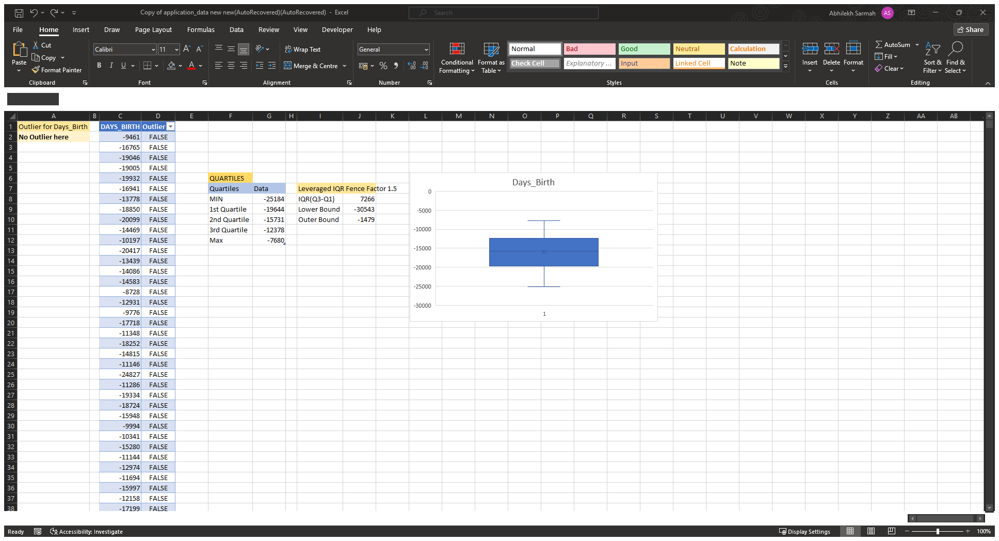 Copy of application_data new new(AutoRecovered)(AutoRecovered) - Excel
Search
Abhilekh Sarmah
AS
File Home Insert Draw Page Layout Formulas Data Review View Developer Help
Share
Paste
Cut
Copy
Format Painter
Clipboard
Calibri
11
B I U
Font
Wrap Text
Merge & Centre
Alignment
General
Number
Conditional Formatting
Format as Table
Normal Bad Good Neutral Calculation
Check Cell Explanatory ... Input Linked Cell Note
Styles
Insert Delete Format
Cells
AutoSum
Fill
Clear
Sort & Filter
Find & Select
Editing
A B C D E F G H I J K L M N O P Q R S T U V W X Y Z AA AB
1 Outlier for Days_Birth DAYS_BIRTH Outlier
2 No Outlier here -9461 FALSE
3 -16765 FALSE
4 -19046 FALSE
5 -19005 FALSE
6 -19932 FALSE QUARTILES
7 -16941 FALSE Quartiles Data Leveraged IQR Fence Factor 1.5
8 -13778 FALSE MIN -25184 IQR(Q3-Q1) 7266
9 -18850 FALSE 1st Quartile -19644 Lower Bound -30543
10 -20099 FALSE 2nd Quartile -15731 Outer Bound -1479
11 -14469 FALSE 3rd Quartile -12378
12 -10197 FALSE Max -7680
13 -20417 FALSE
14 -13439 FALSE
15 -14086 FALSE
16 -14583 FALSE
17 -8728 FALSE
18 -12931 FALSE
19 -9776 FALSE
20 -17718 FALSE
21 -11348 FALSE
22 -18252 FALSE
23 -14815 FALSE
24 -11146 FALSE
25 -24827 FALSE
26 -11286 FALSE
27 -19334 FALSE
28 -18724 FALSE
29 -15948 FALSE
30 -9994 FALSE
31 -10341 FALSE
32 -15280 FALSE
33 -11144 FALSE
34 -12974 FALSE
35 -11694 FALSE
36 -15997 FALSE
37 -12158 FALSE
38 -17199 FALSE
Days_Birth
0
-5000
-10000
-15000
-20000
-25000
-30000
1
Ready
Accessibility: Investigate
Display Settings
100%